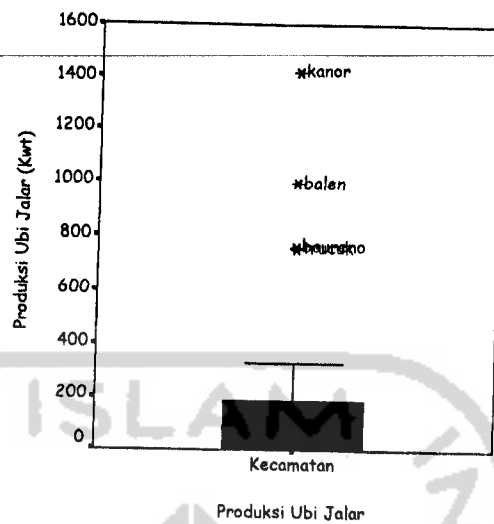 1600
1400
1200
1000
800
600
400
200
0
Produksi Ubi Jalar (Kwt)
*kanor
*balen
Kecamatan
Produksi Ubi Jalar
ISLAM